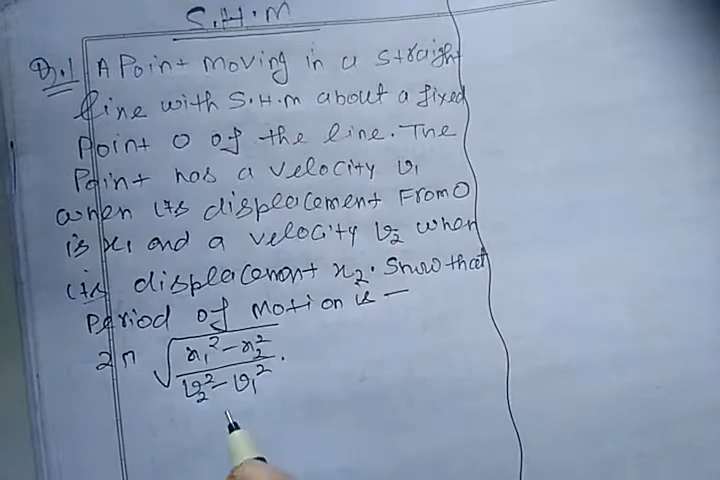 S.H.M
Q.1 A Point moving in a straight
line with S.H.m about a fixed
Point O of the line. The
Point has a velocity v₁
when its displacement From O
is x₁ and a velocity v₂ when
its displacement x₂. Show that
Period of Motion is —
2π √((x₁² - x₂²)/(v₂² - v₁²)).